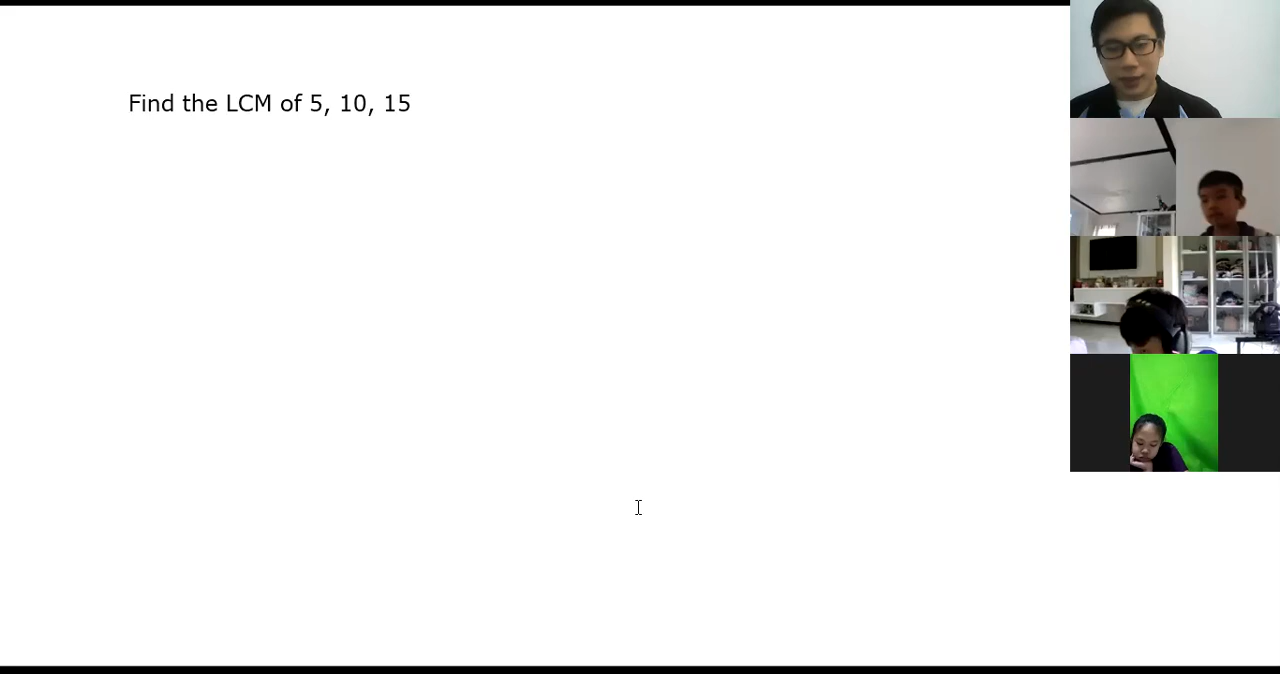 Find the LCM of 5, 10, 15